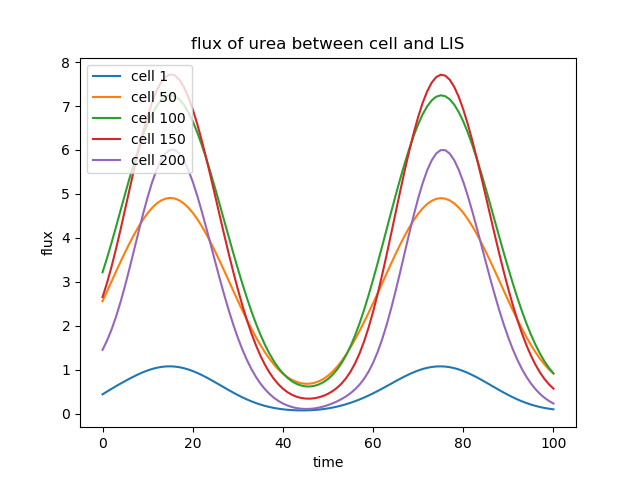 flux of urea between cell and LIS
8
7
6
5
4
3
2
1
0
flux
cell 1
cell 50
cell 100
cell 150
cell 200
0 20 40 60 80 100
time